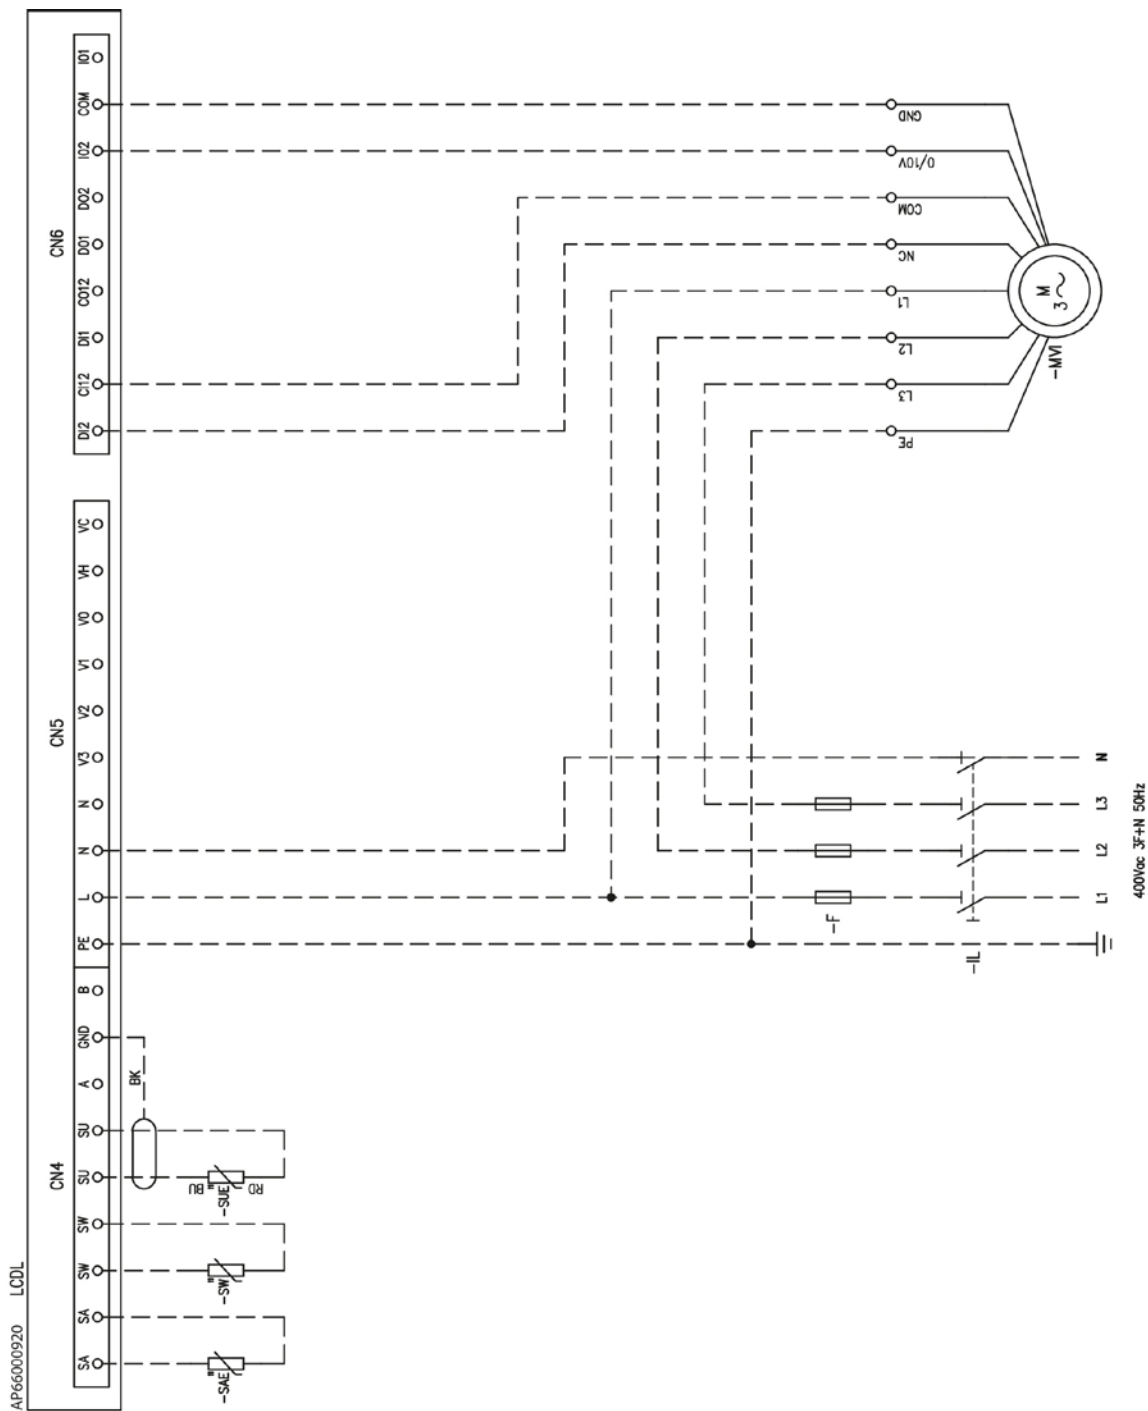 AP66000920 LCDL
CN4
SA
SA
SW
SW
SU
SU
A
GND
B
CN5
PE
L
N
N
V3
V2
V1
V0
VH
VC
CN6
DI2
CI12
DI1
CO12
DO1
DO2
IO2
COM
IO1
-SAE
-SW
-SUE
BU
RD
BK
GND
0/10V
COM
NC
L1
L2
L3
PE
M
3~
-MVI
-F
-IL
L1
L2
L3
N
400Vac 3F+N 50Hz